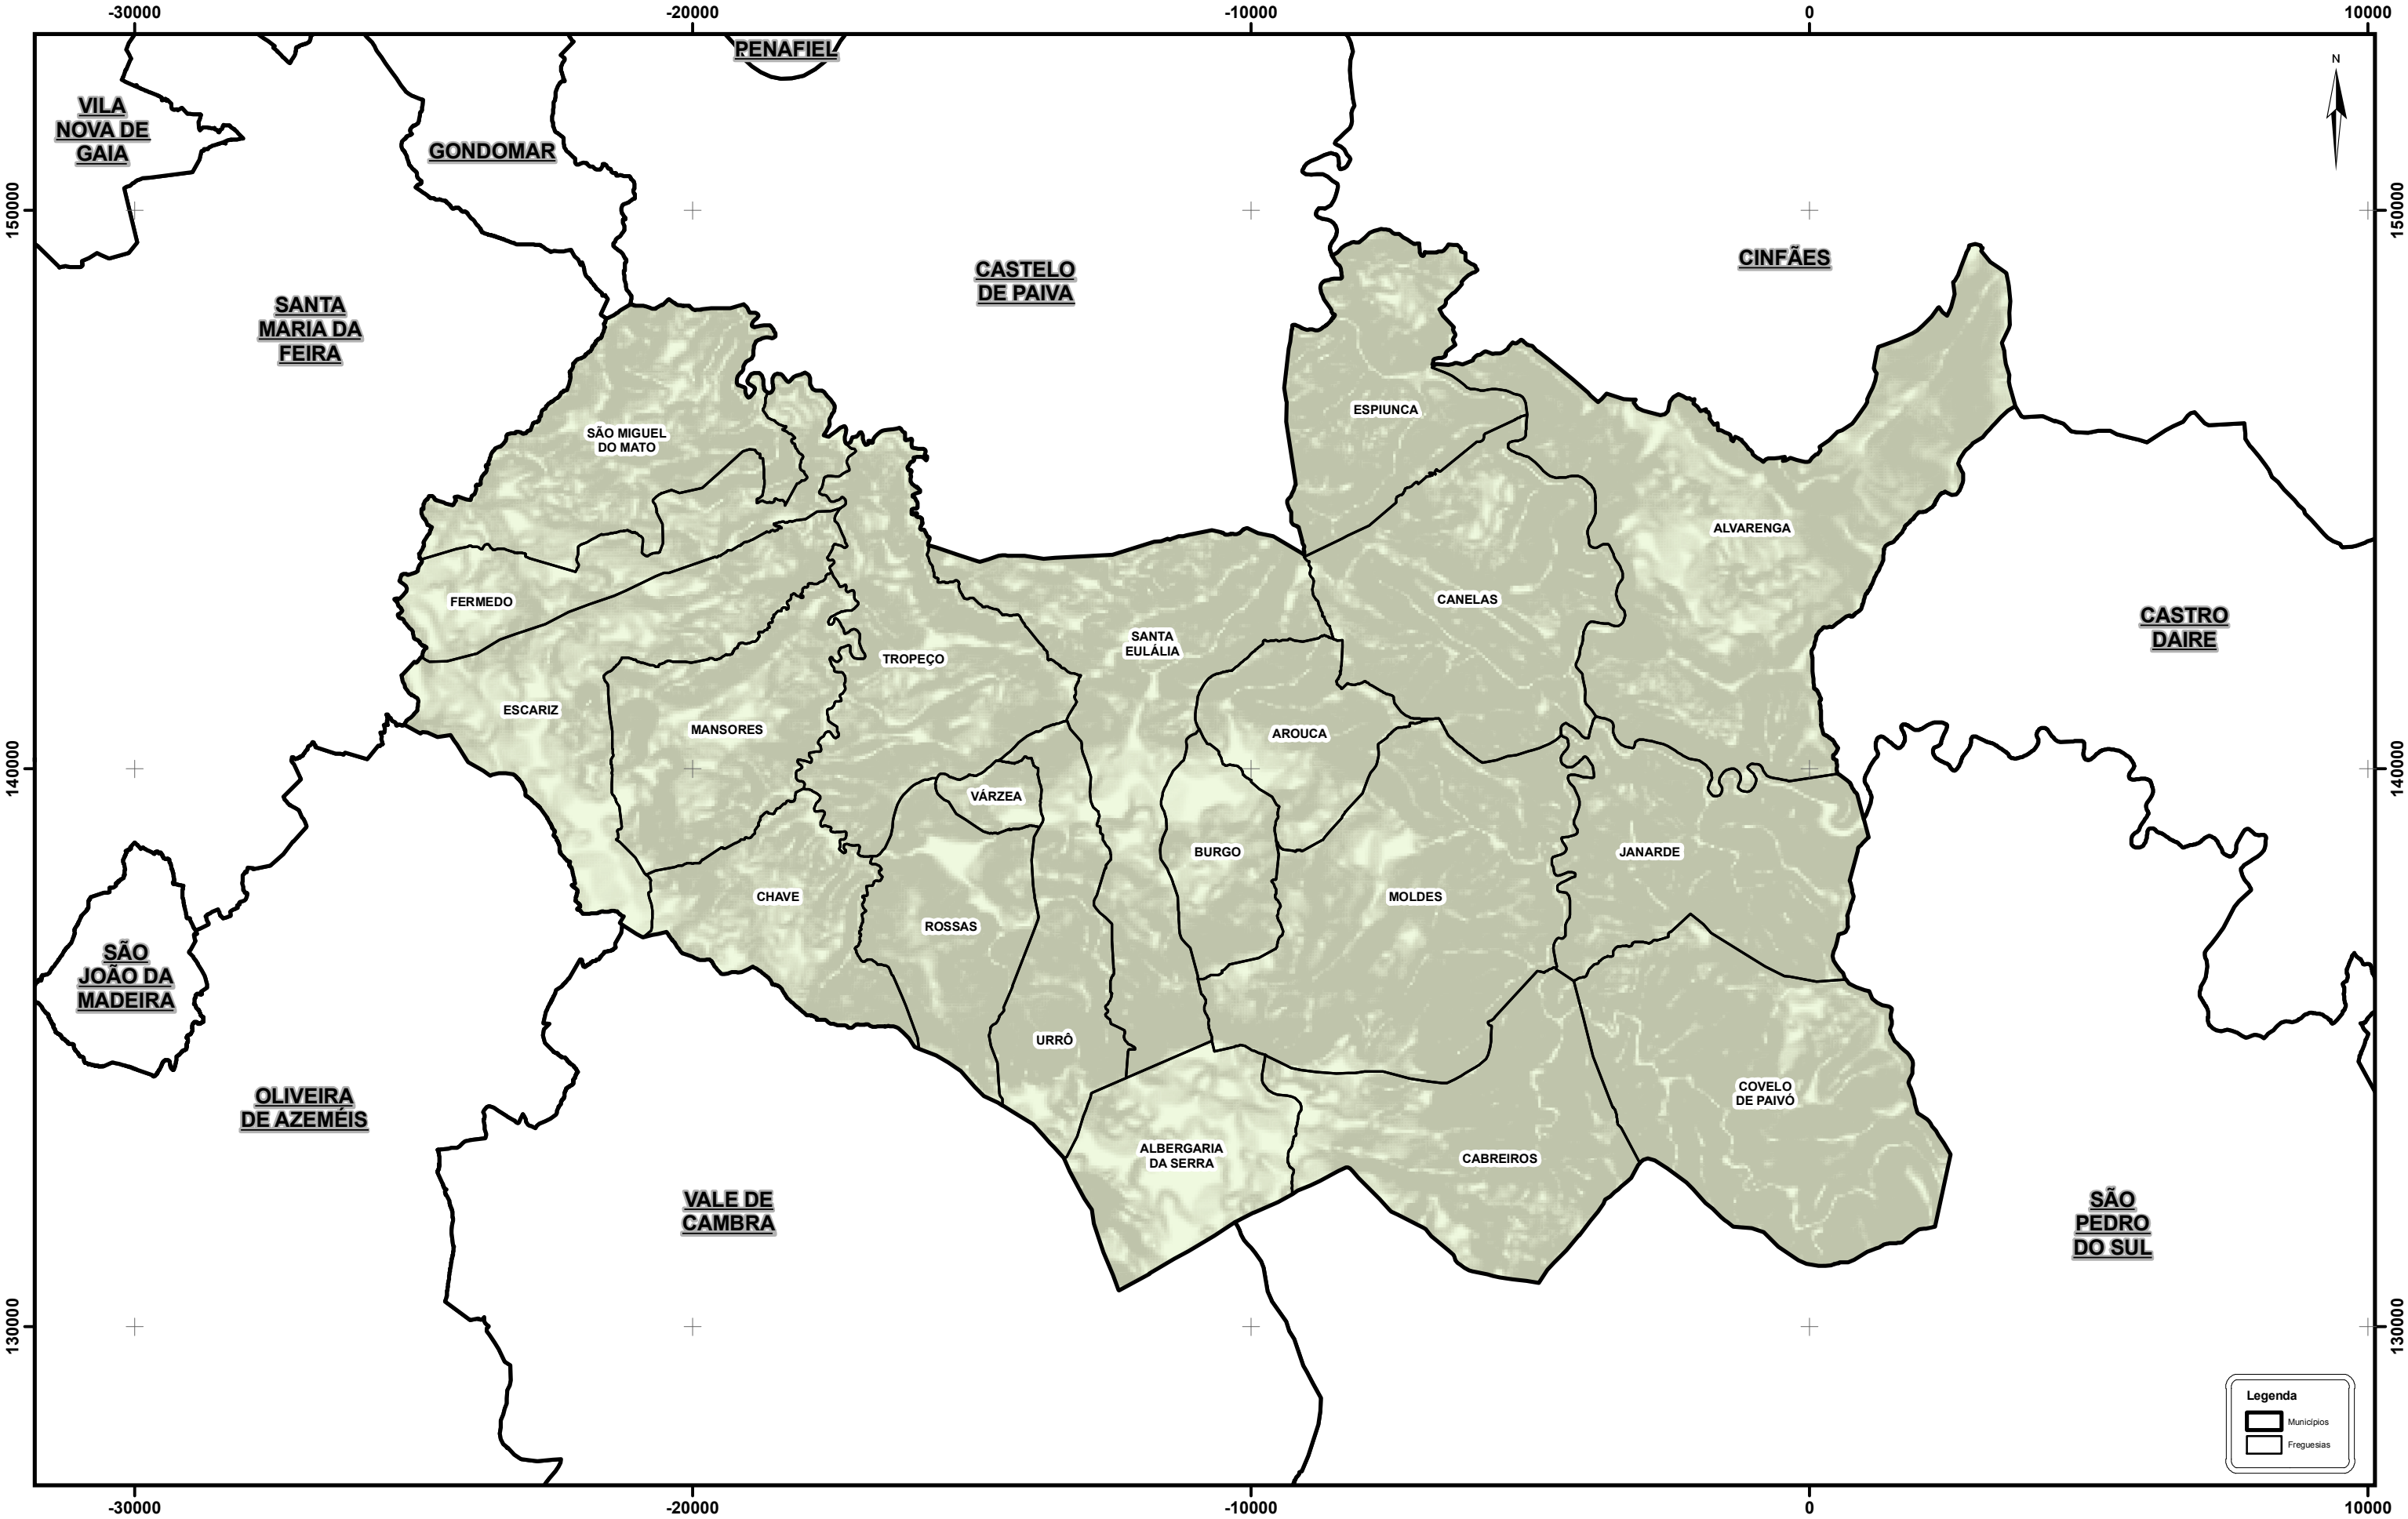 -30000
-20000
-10000
0
10000
PENAFIEL
N
VILA
NOVA DE
GAIA
GONDOMAR
150000
150000
CASTELO
DE PAIVA
CINFÃES
SANTA
MARIA DA
FEIRA
ESPIUNCA
SÃO MIGUEL
DO MATO
ALVARENGA
FERMEDO
CANELAS
CASTRO
DAIRE
SANTA
EULÁLIA
TROPEÇO
ESCARIZ
MANSORES
AROUCA
140000
140000
VÁRZEA
BURGO
JANARDE
CHAVE
MOLDES
ROSSAS
SÃO
JOÃO DA
MADEIRA
URRÔ
OLIVEIRA
DE AZEMÉIS
COVELO
DE PAIVÓ
ALBERGARIA
DA SERRA
CABREIROS
VALE DE
CAMBRA
SÃO
PEDRO
DO SUL
130000
130000
Legenda
Municípios
Freguesias
-30000
-20000
-10000
0
10000